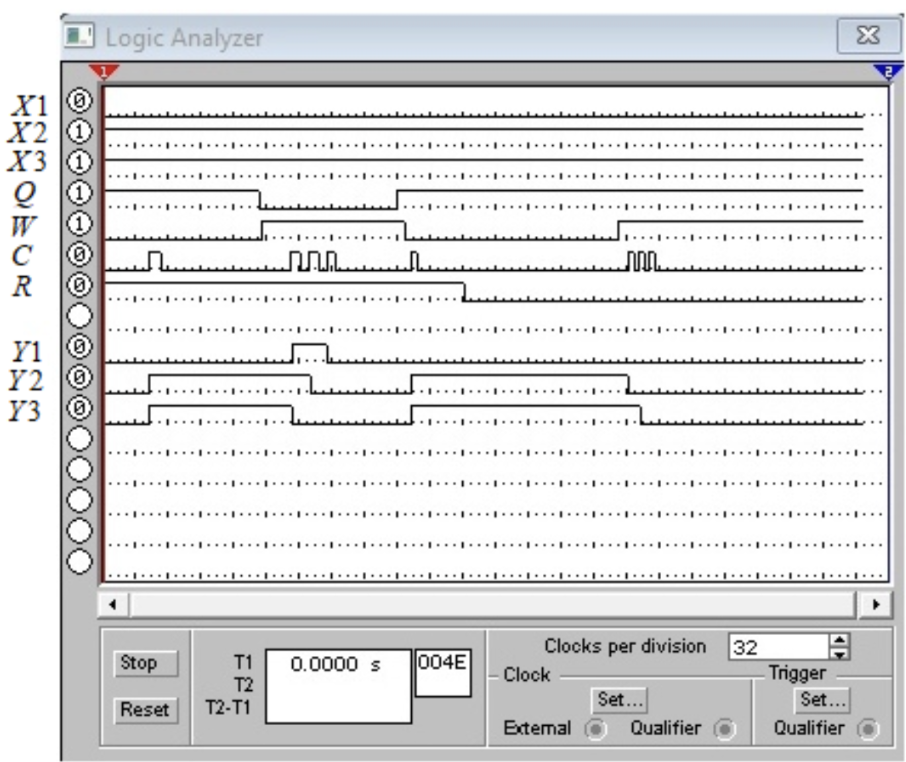 Logic Analyzer
1 2
X1 0
X2 1
X3 1
Q 1
W 1
C 0
R 0
Y1 0
Y2 0
Y3 0
Stop
Reset
T1 0.0000 s 004E
T2
T2-T1
Clocks per division 32
Clock
Set...
External Qualifier
Trigger
Set...
Qualifier